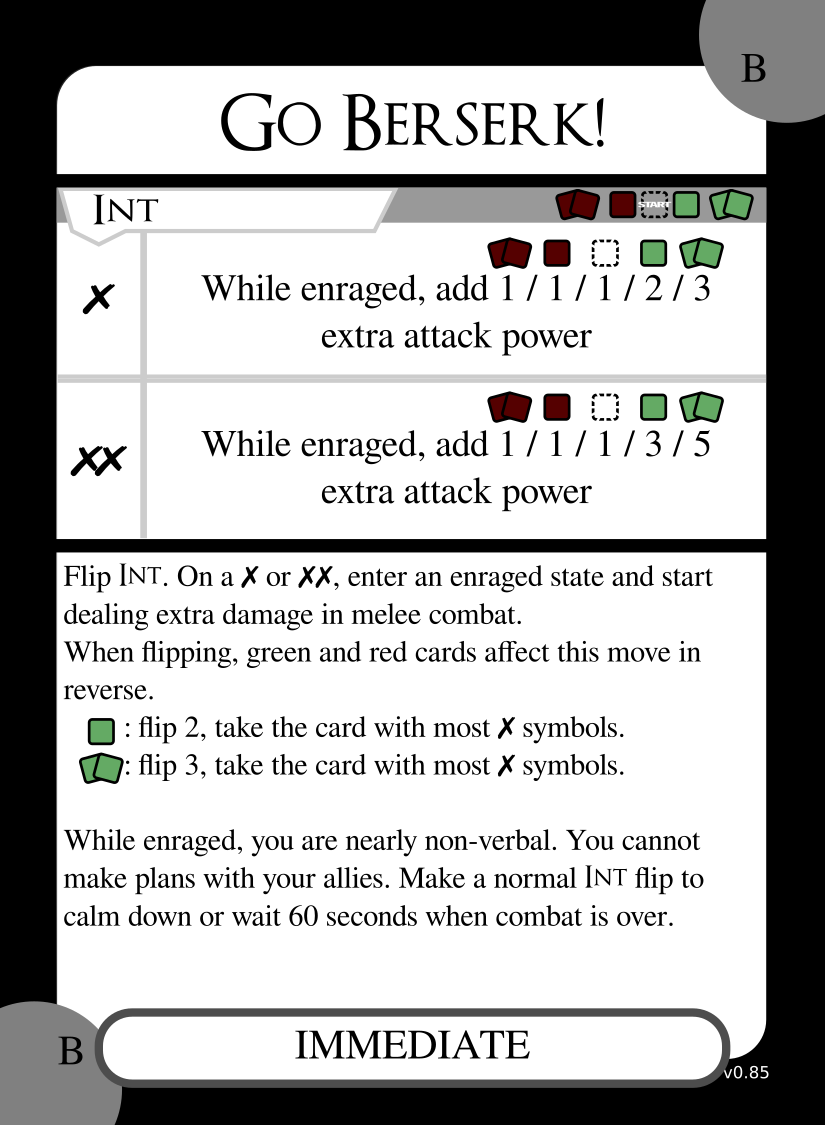 B
Go Berserk!
Int
START
✗
While enraged, add 1 / 1 / 1 / 2 / 3
extra attack power
✗✗
While enraged, add 1 / 1 / 1 / 3 / 5
extra attack power
Flip Int. On a ✗ or ✗✗, enter an enraged state and start
dealing extra damage in melee combat.
When flipping, green and red cards affect this move in
reverse.
: flip 2, take the card with most ✗ symbols.
: flip 3, take the card with most ✗ symbols.
While enraged, you are nearly non-verbal. You cannot
make plans with your allies. Make a normal Int flip to
calm down or wait 60 seconds when combat is over.
B
IMMEDIATE
v0.85